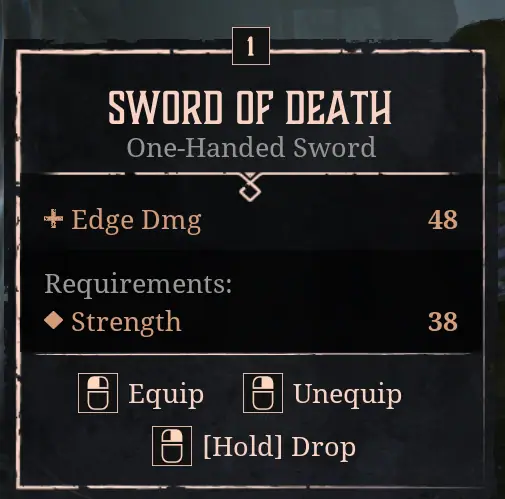 1
SWORD OF DEATH
One-Handed Sword
Edge Dmg 48
Requirements:
Strength 38
Equip Unequip
[Hold] Drop